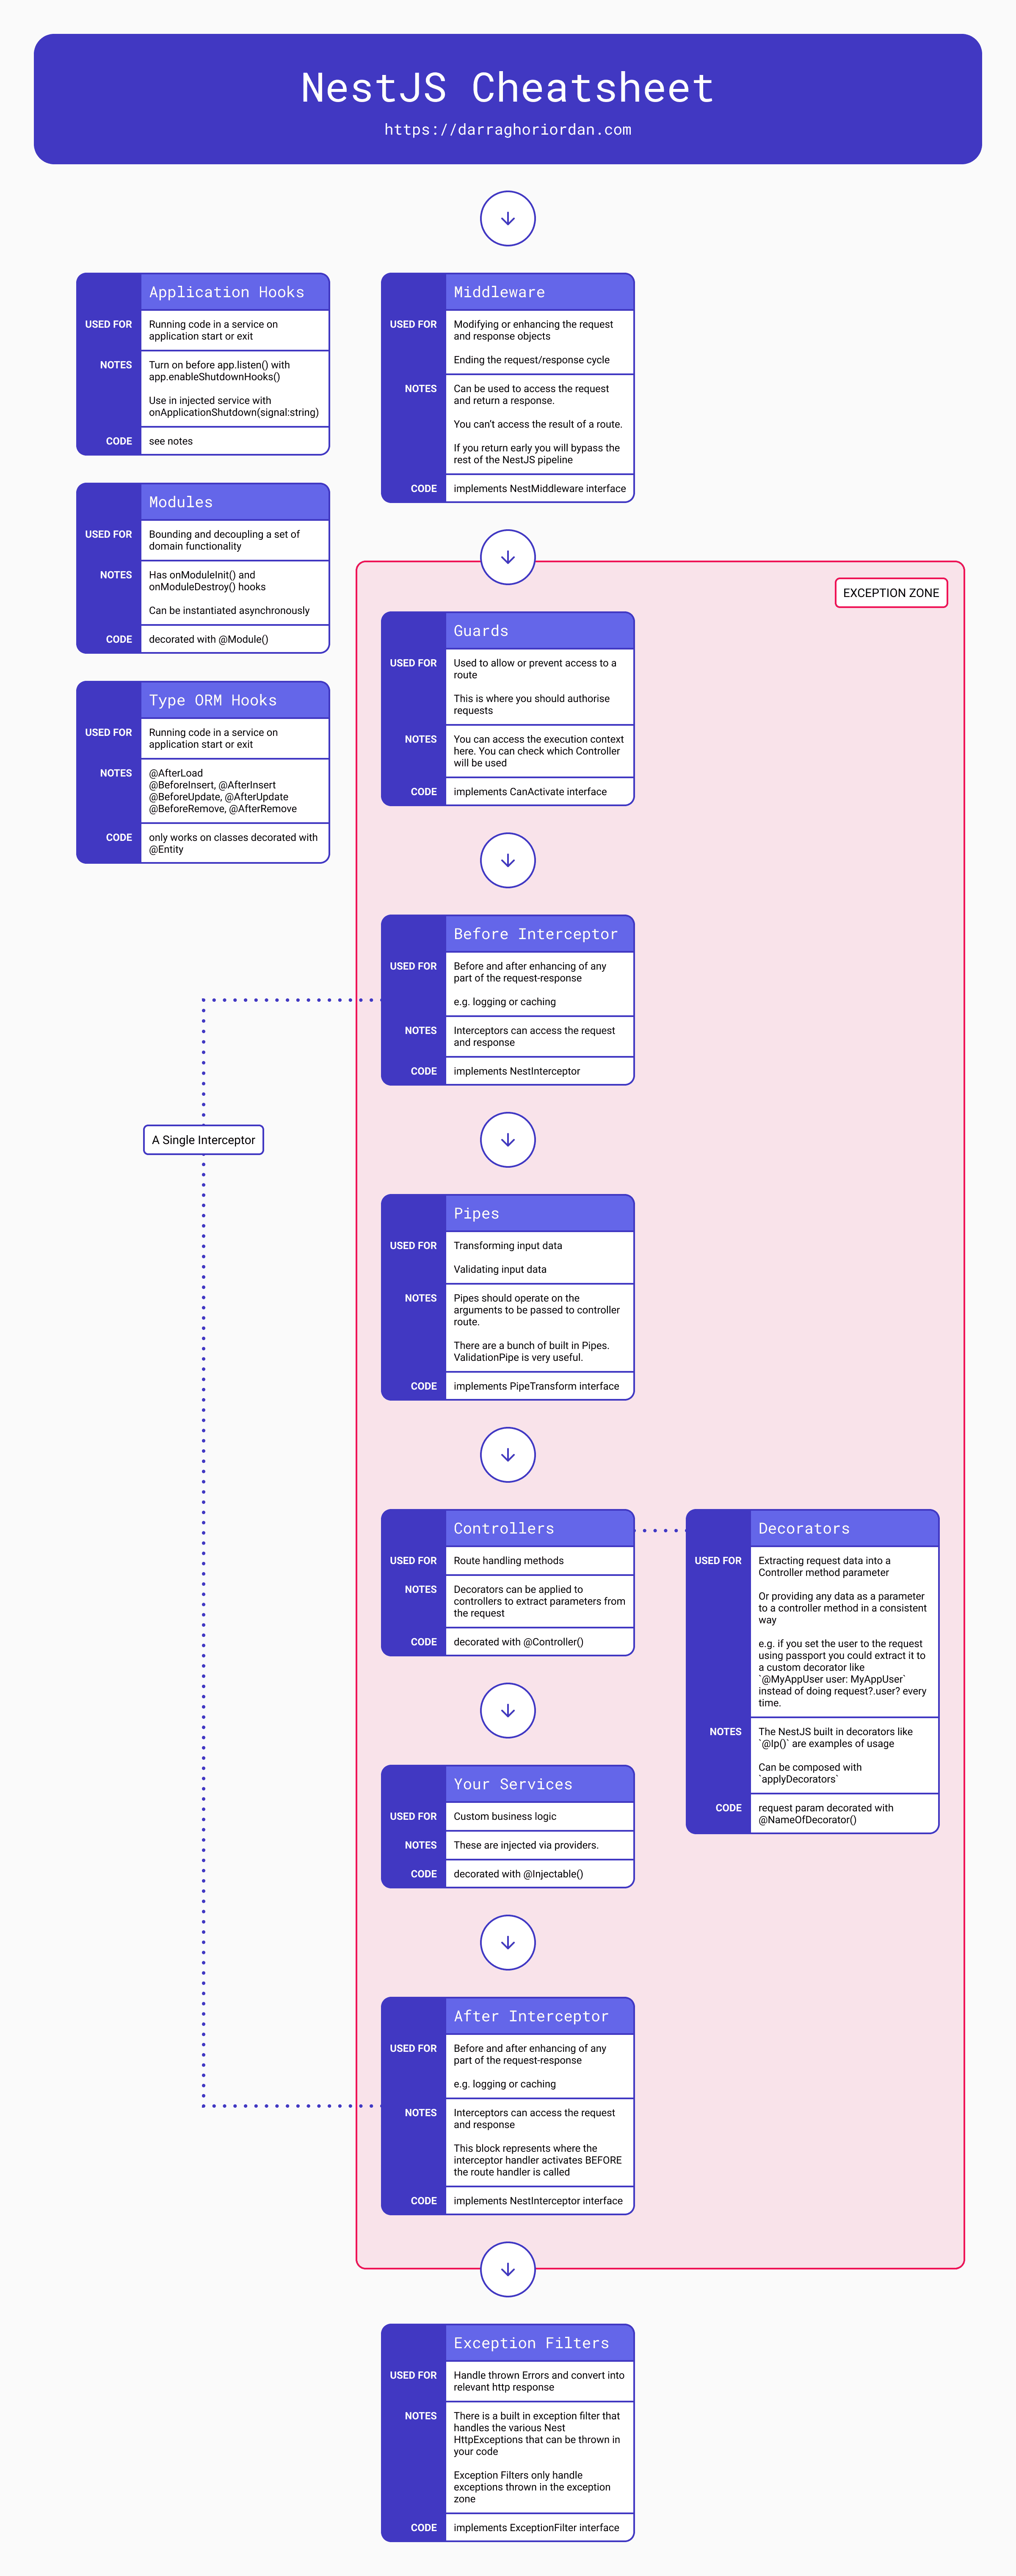 NestJS Cheatsheet
https://darraghoriordan.com
Application Hooks
USED FOR
Running code in a service on
application start or exit
NOTES
Turn on before app.listen() with
app.enableShutdownHooks()
Use in injected service with
onApplicationShutdown(signal:string)
CODE
see notes
Modules
USED FOR
Bounding and decoupling a set of
domain functionality
NOTES
Has onModuleInit() and
onModuleDestroy() hooks
Can be instantiated asynchronously
CODE
decorated with @Module()
Type ORM Hooks
USED FOR
Running code in a service on
application start or exit
NOTES
@AfterLoad
@BeforeInsert, @AfterInsert
@BeforeUpdate, @AfterUpdate
@BeforeRemove, @AfterRemove
CODE
only works on classes decorated with
@Entity
Middleware
USED FOR
Modifying or enhancing the request
and response objects
Ending the request/response cycle
NOTES
Can be used to access the request
and return a response.
You can't access the result of a route.
If you return early you will bypass the
rest of the NestJS pipeline
CODE
implements NestMiddleware interface
EXCEPTION ZONE
Guards
USED FOR
Used to allow or prevent access to a
route
This is where you should authorise
requests
NOTES
You can access the execution context
here. You can check which Controller
will be used
CODE
implements CanActivate interface
Before Interceptor
USED FOR
Before and after enhancing of any
part of the request-response
e.g. logging or caching
NOTES
Interceptors can access the request
and response
CODE
implements NestInterceptor
A Single Interceptor
Pipes
USED FOR
Transforming input data
Validating input data
NOTES
Pipes should operate on the
arguments to be passed to controller
route.
There are a bunch of built in Pipes.
ValidationPipe is very useful.
CODE
implements PipeTransform interface
Controllers
USED FOR
Route handling methods
NOTES
Decorators can be applied to
controllers to extract parameters from
the request
CODE
decorated with @Controller()
Decorators
USED FOR
Extracting request data into a
Controller method parameter
Or providing any data as a parameter
to a controller method in a consistent
way
e.g. if you set the user to the request
using passport you could extract it to
a custom decorator like
`@MyAppUser user: MyAppUser`
instead of doing request?.user? every
time.
NOTES
The NestJS built in decorators like
`@Ip()` are examples of usage
Can be composed with
`applyDecorators`
CODE
request param decorated with
@NameOfDecorator()
Your Services
USED FOR
Custom business logic
NOTES
These are injected via providers.
CODE
decorated with @Injectable()
After Interceptor
USED FOR
Before and after enhancing of any
part of the request-response
e.g. logging or caching
NOTES
Interceptors can access the request
and response
This block represents where the
interceptor handler activates BEFORE
the route handler is called
CODE
implements NestInterceptor interface
Exception Filters
USED FOR
Handle thrown Errors and convert into
relevant http response
NOTES
There is a built in exception filter that
handles the various Nest
HttpExceptions that can be thrown in
your code
Exception Filters only handle
exceptions thrown in the exception
zone
CODE
implements ExceptionFilter interface